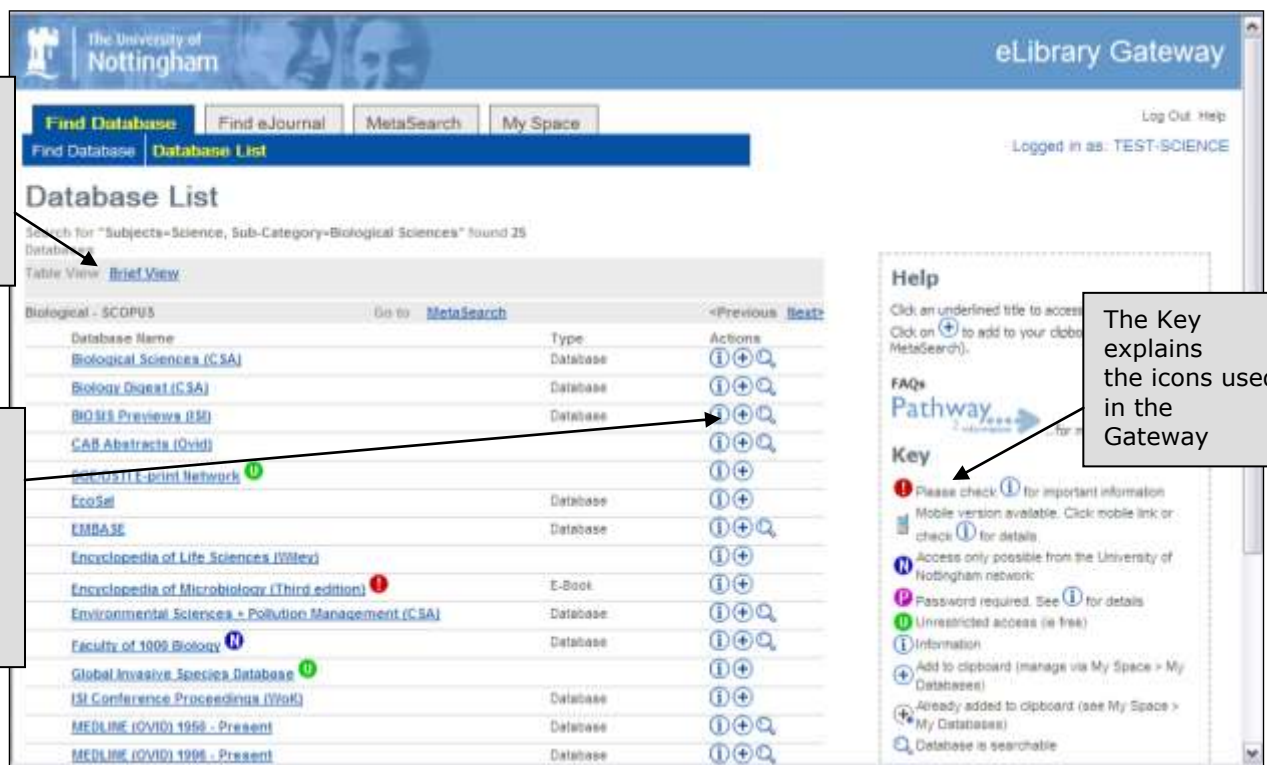 The University of
Nottingham
eLibrary Gateway
Find Database
Find eJournal
MetaSearch
My Space
Log Out Help
Find Database
Database List
Logged in as: TEST-SCIENCE
Database List
Search for "Subjects=Science, Sub-Category=Biological Sciences" found 25
Databases
Table View Brief View
Biological - SCOPUS Go to MetaSearch <Previous Next>
Database Name Type Actions
Biological Sciences (CSA) Database
Biology Digest (CSA) Database
BIOSIS Previews (ISI) Database
CAB Abstracts (Ovid)
DOE/OSTI E-print Network U
EcoSal Database
EMBASE Database
Encyclopedia of Life Sciences (Wiley)
Encyclopedia of Microbiology (Third edition) ! E-Book
Environmental Sciences + Pollution Management (CSA) Database
Faculty of 1000 Biology N Database
Global Invasive Species Database U
ISI Conference Proceedings (WoK) Database
MEDLINE (OVID) 1950 - Present Database
MEDLINE (OVID) 1996 - Present Database
Help
Click an underlined title to access
Click on + to add to your clipbo
MetaSearch).
FAQs
Pathway
2 information
...for m
Key
! Please check i for important information
Mobile version available. Click mobile link or
check i for details
N Access only possible from the University of
Nottingham network
P Password required. See i for details
U Unrestricted access (ie free)
i Information
+ Add to clipboard (manage via My Space > My
Databases)
Already added to clipboard (see My Space >
My Databases)
Database is searchable
The Key
explains
the icons used
in the
Gateway